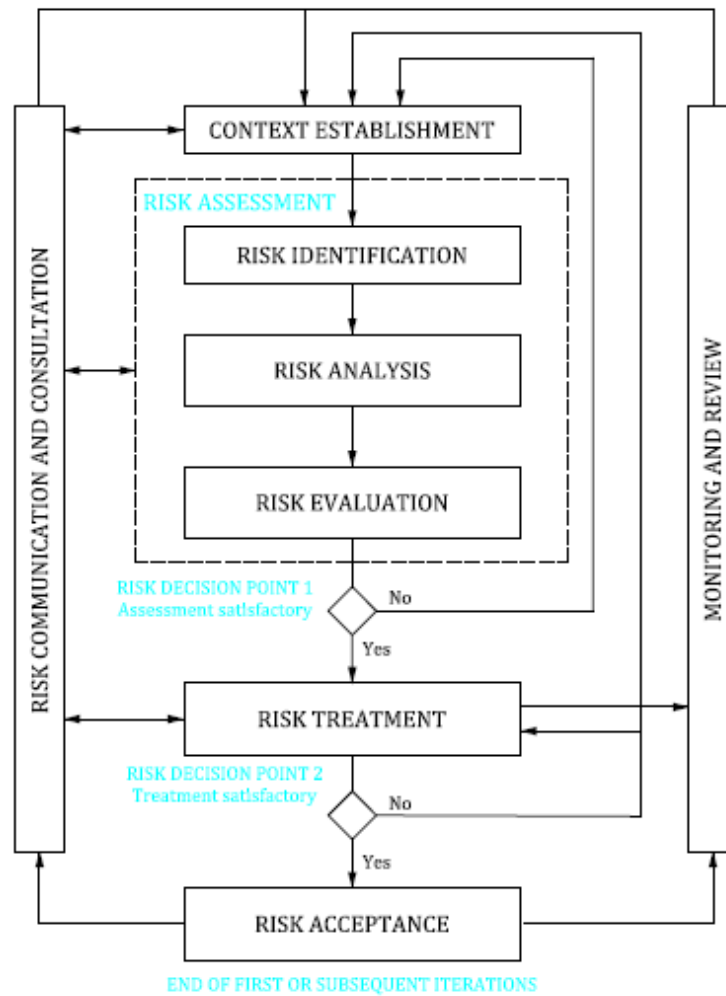 CONTEXT ESTABLISHMENT
RISK ASSESSMENT
RISK IDENTIFICATION
RISK ANALYSIS
RISK EVALUATION
RISK DECISION POINT 1
Assessment satisfactory
No
Yes
RISK TREATMENT
RISK DECISION POINT 2
Treatment satisfactory
No
Yes
RISK ACCEPTANCE
END OF FIRST OR SUBSEQUENT ITERATIONS
RISK COMMUNICATION AND CONSULTATION
MONITORING AND REVIEW